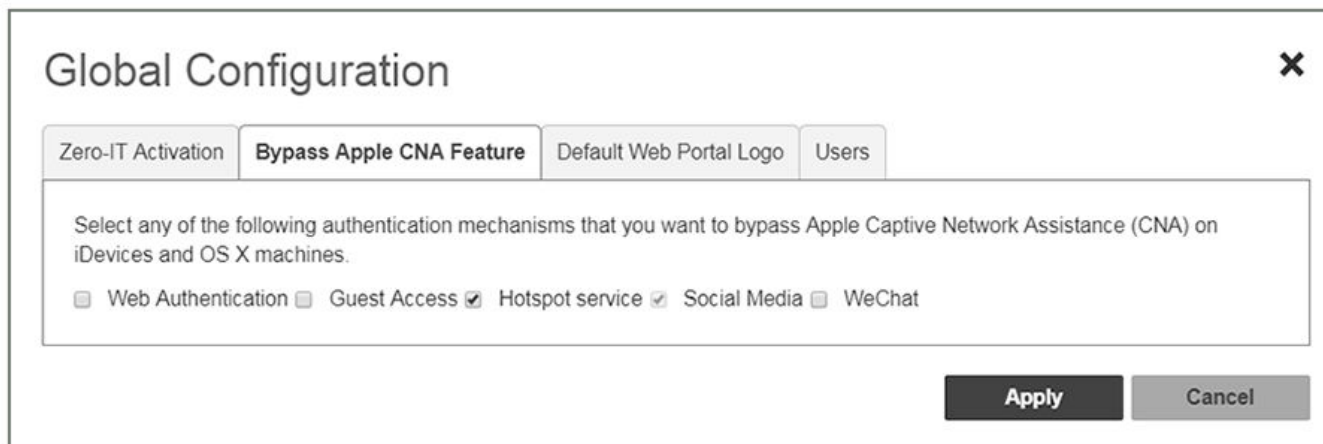 Global Configuration
Zero-IT Activation Bypass Apple CNA Feature Default Web Portal Logo Users
Select any of the following authentication mechanisms that you want to bypass Apple Captive Network Assistance (CNA) on
iDevices and OS X machines.
Web Authentication Guest Access Hotspot service Social Media WeChat
Apply Cancel